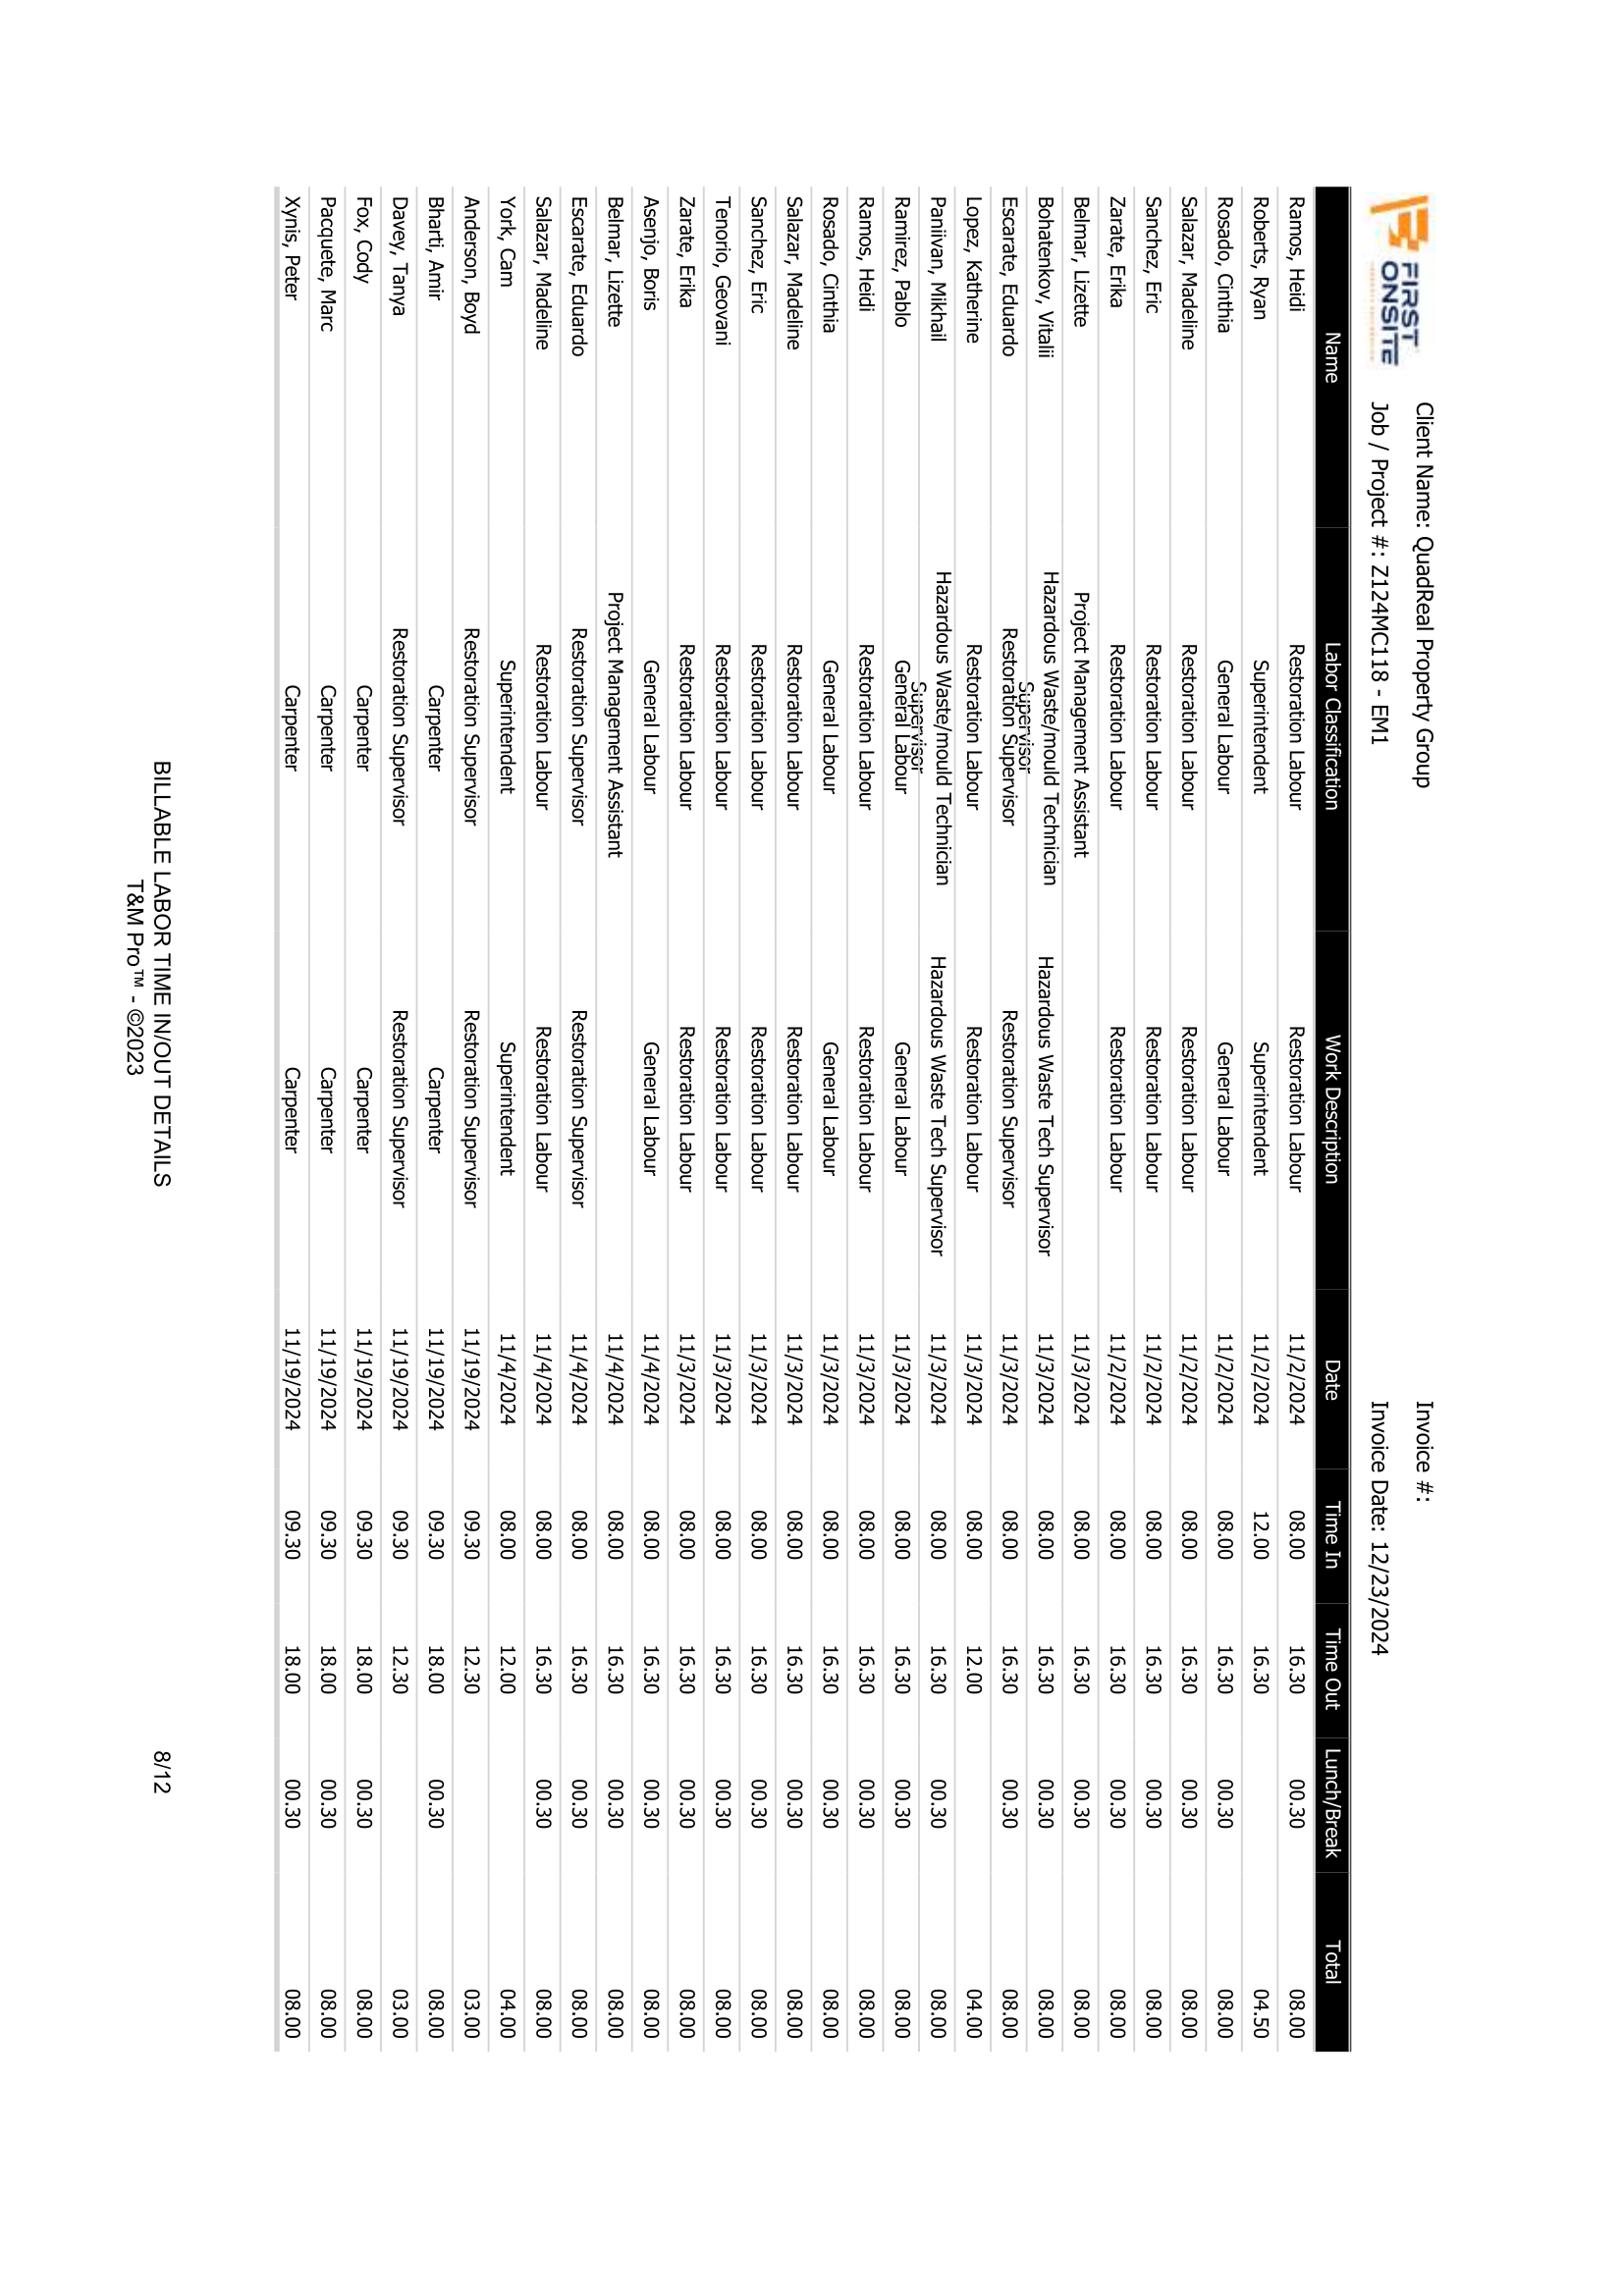 FIRST
ONSITE
Client Name: QuadReal Property Group Invoice #:
Job / Project #: Z124MC118 - EM1 Invoice Date: 12/23/2024
Name Labor Classification Work Description Date Time In Time Out Lunch/Break Total
Ramos, Heidi Restoration Labour Restoration Labour 11/2/2024 08.00 16.30 00.30 08.00
Roberts, Ryan Superintendent Superintendent 11/2/2024 12.00 16.30 04.50
Rosado, Cinthia General Labour General Labour 11/2/2024 08.00 16.30 00.30 08.00
Salazar, Madeline Restoration Labour Restoration Labour 11/2/2024 08.00 16.30 00.30 08.00
Sanchez, Eric Restoration Labour Restoration Labour 11/2/2024 08.00 16.30 00.30 08.00
Zarate, Erika Restoration Labour Restoration Labour 11/2/2024 08.00 16.30 00.30 08.00
Belmar, Lizette Project Management Assistant 11/3/2024 08.00 16.30 00.30 08.00
Bohatenkov, Vitalii Hazardous Waste/mould Technician Hazardous Waste Tech Supervisor 11/3/2024 08.00 16.30 00.30 08.00
Supervisor
Escarate, Eduardo Restoration Supervisor Restoration Supervisor 11/3/2024 08.00 16.30 00.30 08.00
Lopez, Katherine Restoration Labour Restoration Labour 11/3/2024 08.00 12.00 04.00
Paniivan, Mikhail Hazardous Waste/mould Technician Hazardous Waste Tech Supervisor 11/3/2024 08.00 16.30 00.30 08.00
Supervisor
Ramirez, Pablo General Labour General Labour 11/3/2024 08.00 16.30 00.30 08.00
Ramos, Heidi Restoration Labour Restoration Labour 11/3/2024 08.00 16.30 00.30 08.00
Rosado, Cinthia General Labour General Labour 11/3/2024 08.00 16.30 00.30 08.00
Salazar, Madeline Restoration Labour Restoration Labour 11/3/2024 08.00 16.30 00.30 08.00
Sanchez, Eric Restoration Labour Restoration Labour 11/3/2024 08.00 16.30 00.30 08.00
Tenorio, Geovani Restoration Labour Restoration Labour 11/3/2024 08.00 16.30 00.30 08.00
Zarate, Erika Restoration Labour Restoration Labour 11/3/2024 08.00 16.30 00.30 08.00
Asenjo, Boris General Labour General Labour 11/4/2024 08.00 16.30 00.30 08.00
Belmar, Lizette Project Management Assistant 11/4/2024 08.00 16.30 00.30 08.00
Escarate, Eduardo Restoration Supervisor Restoration Supervisor 11/4/2024 08.00 16.30 00.30 08.00
Salazar, Madeline Restoration Labour Restoration Labour 11/4/2024 08.00 16.30 00.30 08.00
York, Cam Superintendent Superintendent 11/4/2024 08.00 12.00 04.00
Anderson, Boyd Restoration Supervisor Restoration Supervisor 11/19/2024 09.30 12.30 03.00
Bharti, Amir Carpenter Carpenter 11/19/2024 09.30 18.00 00.30 08.00
Davey, Tanya Restoration Supervisor Restoration Supervisor 11/19/2024 09.30 12.30 03.00
Fox, Cody Carpenter Carpenter 11/19/2024 09.30 18.00 00.30 08.00
Pacquete, Marc Carpenter Carpenter 11/19/2024 09.30 18.00 00.30 08.00
Xynis, Peter Carpenter Carpenter 11/19/2024 09.30 18.00 00.30 08.00
BILLABLE LABOR TIME IN/OUT DETAILS 8/12
T&M Pro™ - ©2023